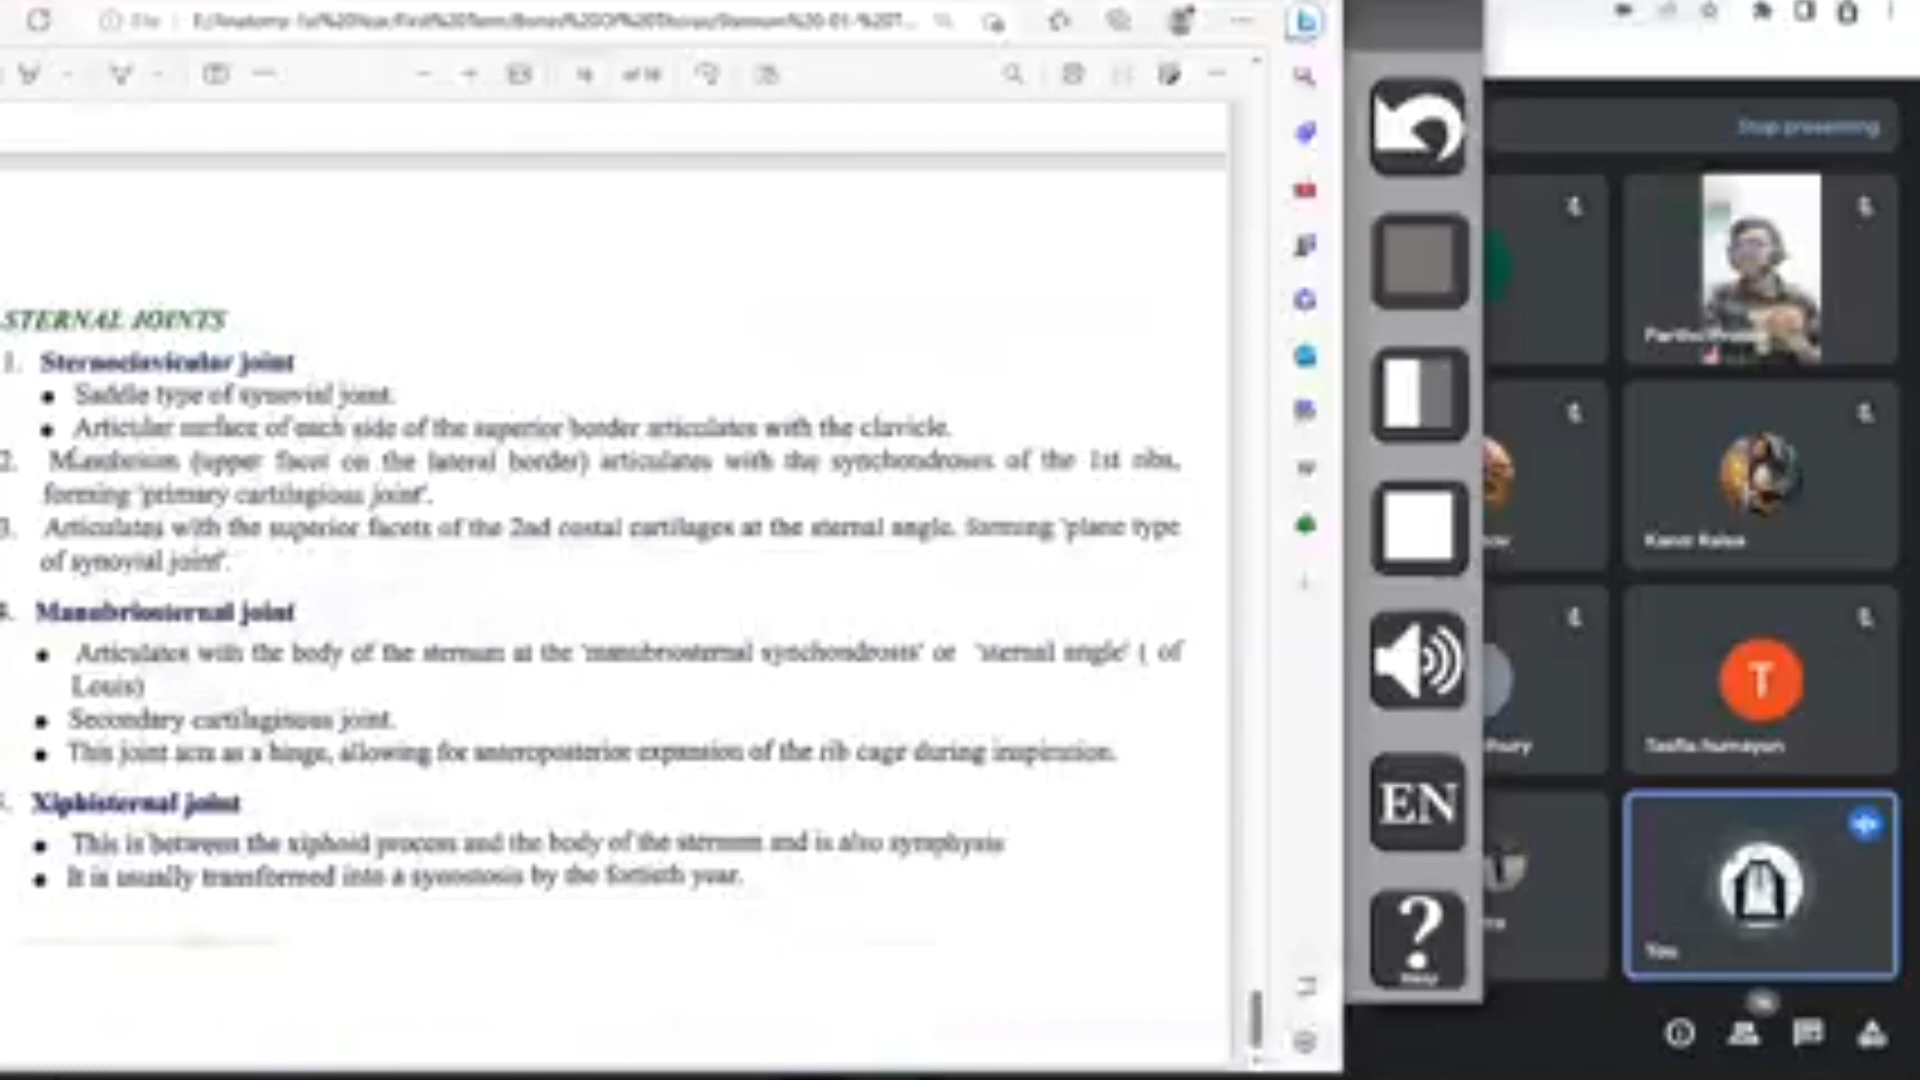 STERNAL JOINTS
1. Sternoclavicular joint
• Saddle type of synovial joint.
• Articular surface of each side of the superior border articulates with the clavicle.
2. Manubrium (upper facet on the lateral border) articulates with the synchondroses of the 1st ribs,
forming 'primary cartilagious joint'.
3. Articulates with the superior facets of the 2nd costal cartilages at the sternal angle, forming 'plane type
of synovial joint'.
Manubriosternal joint
• Articulates with the body of the sternum at the 'manubriosternal synchondrosis' or 'sternal angle' ( of
Louis)
• Secondary cartilaginous joint.
• This joint acts as a hinge, allowing for anteroposterior expansion of the rib cage during inspiration.
Xiphisternal joint
• This is between the xiphoid process and the body of the sternum and is also symphysis
• It is usually transformed into a synostosis by the fortieth year.
EN
?
Stop presenting
T
Tasfia humayun
You